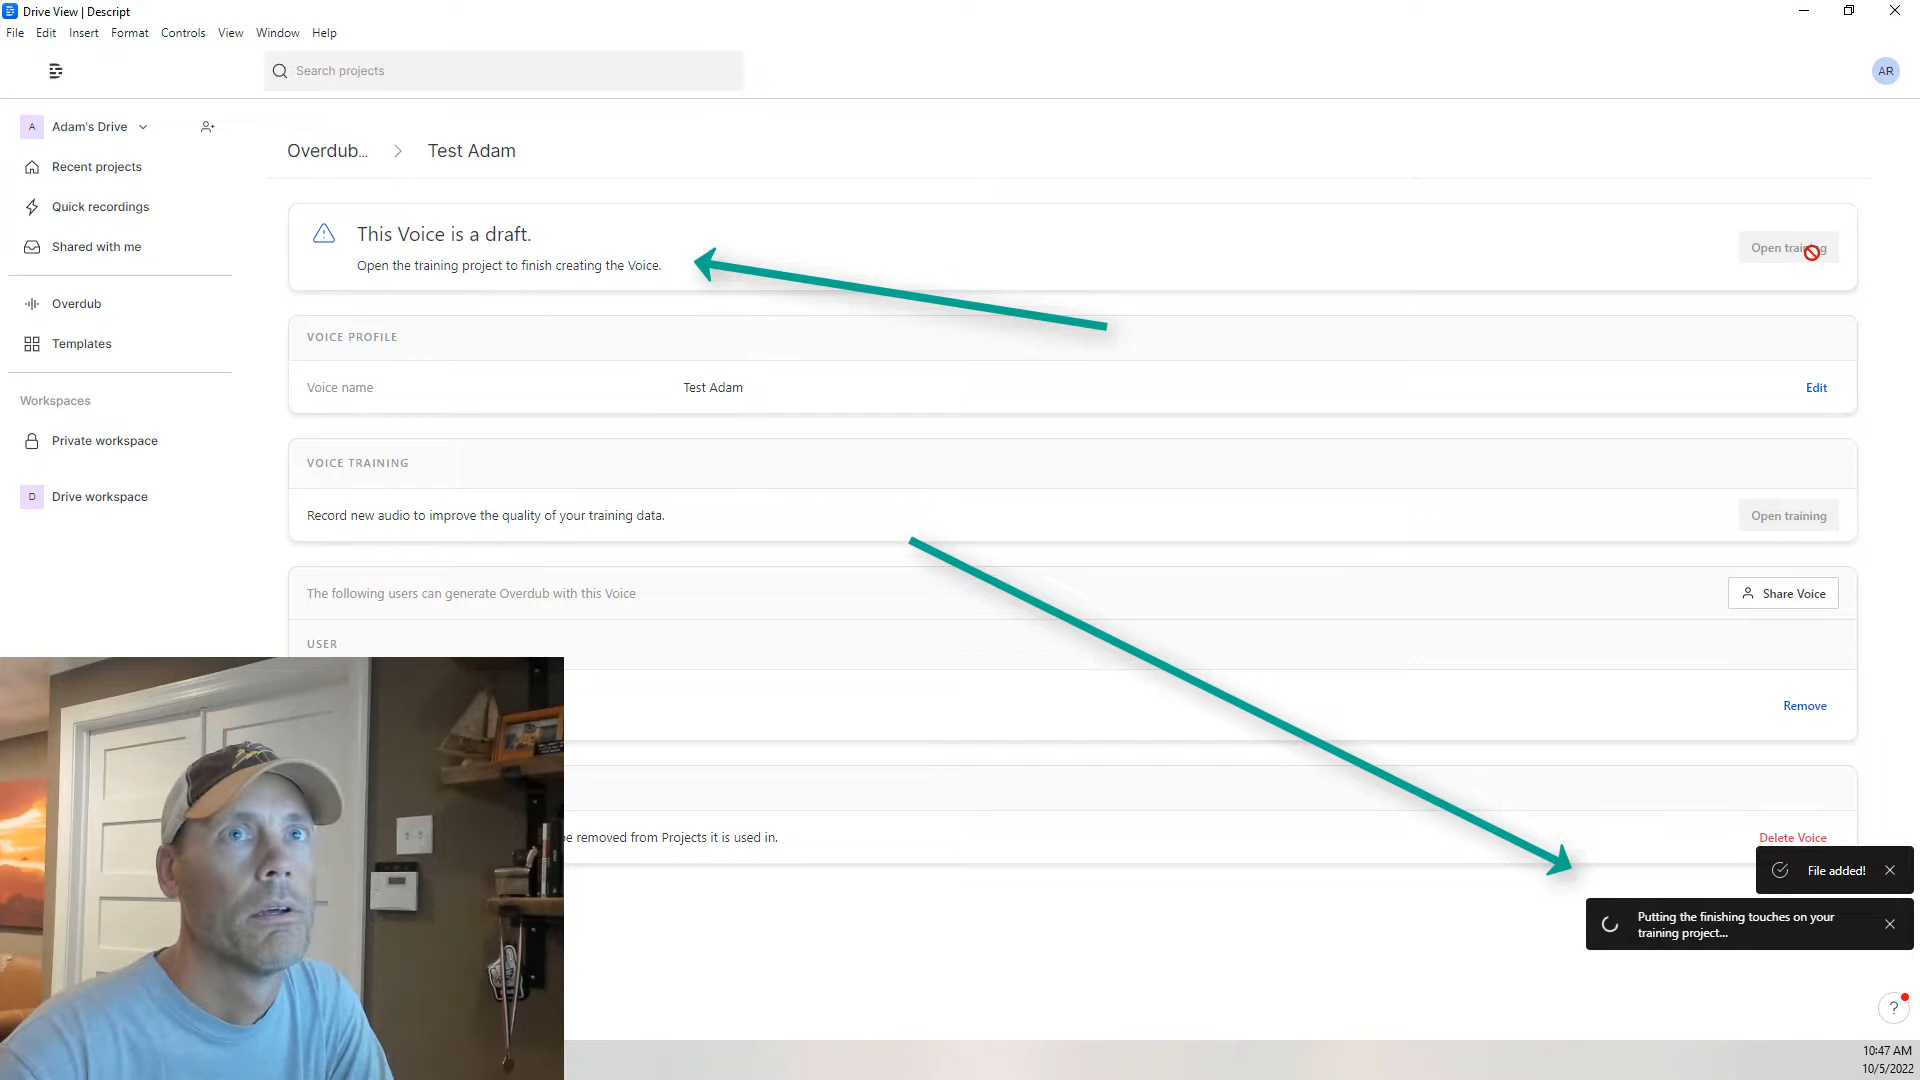 Drive View | Descript
File Edit Insert Format Controls View Window Help
Search projects
AR
A Adam's Drive
Recent projects
Quick recordings
Shared with me
Overdub
Templates
Workspaces
Private workspace
D Drive workspace
Overdub... > Test Adam
This Voice is a draft.
Open the training project to finish creating the Voice.
Open training
VOICE PROFILE
Voice name Test Adam Edit
VOICE TRAINING
Record new audio to improve the quality of your training data. Open training
The following users can generate Overdub with this Voice Share Voice
USER
Remove
be removed from Projects it is used in. Delete Voice
File added!
Putting the finishing touches on your
training project...
?
10:47 AM
10/5/2022